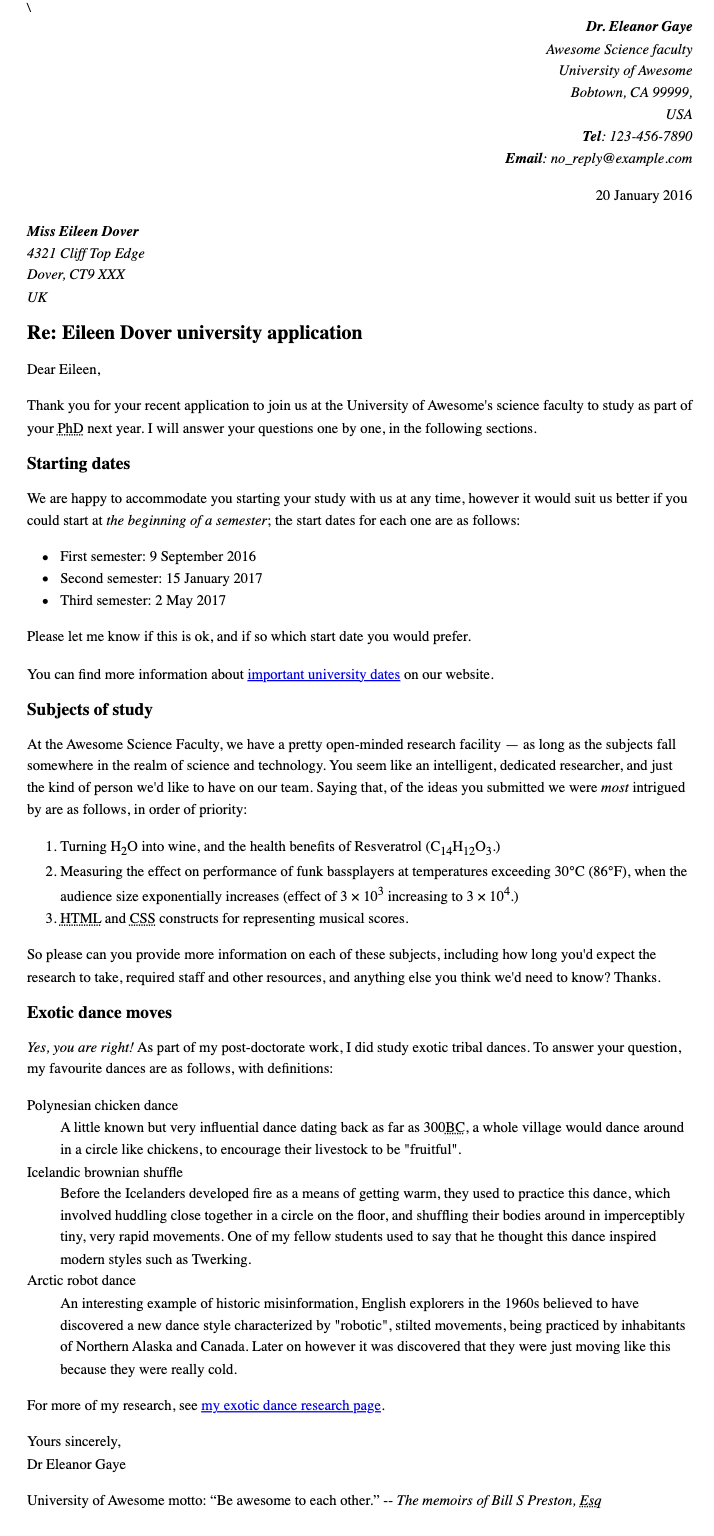 \
Dr. Eleanor Gaye
Awesome Science faculty
University of Awesome
Bobtown, CA 99999,
USA
Tel: 123-456-7890
Email: no_reply@example.com
20 January 2016
Miss Eileen Dover
4321 Cliff Top Edge
Dover, CT9 XXX
UK
Re: Eileen Dover university application
Dear Eileen,
Thank you for your recent application to join us at the University of Awesome's science faculty to study as part of
your PhD next year. I will answer your questions one by one, in the following sections.
Starting dates
We are happy to accommodate you starting your study with us at any time, however it would suit us better if you
could start at the beginning of a semester; the start dates for each one are as follows:
• First semester: 9 September 2016
• Second semester: 15 January 2017
• Third semester: 2 May 2017
Please let me know if this is ok, and if so which start date you would prefer.
You can find more information about important university dates on our website.
Subjects of study
At the Awesome Science Faculty, we have a pretty open-minded research facility — as long as the subjects fall
somewhere in the realm of science and technology. You seem like an intelligent, dedicated researcher, and just
the kind of person we'd like to have on our team. Saying that, of the ideas you submitted we were most intrigued
by are as follows, in order of priority:
1. Turning H₂O into wine, and the health benefits of Resveratrol (C₁₄H₁₂O₃.)
2. Measuring the effect on performance of funk bassplayers at temperatures exceeding 30°C (86°F), when the
audience size exponentially increases (effect of 3 × 10³ increasing to 3 × 10⁴.)
3. HTML and CSS constructs for representing musical scores.
So please can you provide more information on each of these subjects, including how long you'd expect the
research to take, required staff and other resources, and anything else you think we'd need to know? Thanks.
Exotic dance moves
Yes, you are right! As part of my post-doctorate work, I did study exotic tribal dances. To answer your question,
my favourite dances are as follows, with definitions:
Polynesian chicken dance
A little known but very influential dance dating back as far as 300BC, a whole village would dance around
in a circle like chickens, to encourage their livestock to be "fruitful".
Icelandic brownian shuffle
Before the Icelanders developed fire as a means of getting warm, they used to practice this dance, which
involved huddling close together in a circle on the floor, and shuffling their bodies around in imperceptibly
tiny, very rapid movements. One of my fellow students used to say that he thought this dance inspired
modern styles such as Twerking.
Arctic robot dance
An interesting example of historic misinformation, English explorers in the 1960s believed to have
discovered a new dance style characterized by "robotic", stilted movements, being practiced by inhabitants
of Northern Alaska and Canada. Later on however it was discovered that they were just moving like this
because they were really cold.
For more of my research, see my exotic dance research page.
Yours sincerely,
Dr Eleanor Gaye
University of Awesome motto: “Be awesome to each other.” -- The memoirs of Bill S Preston, Esq